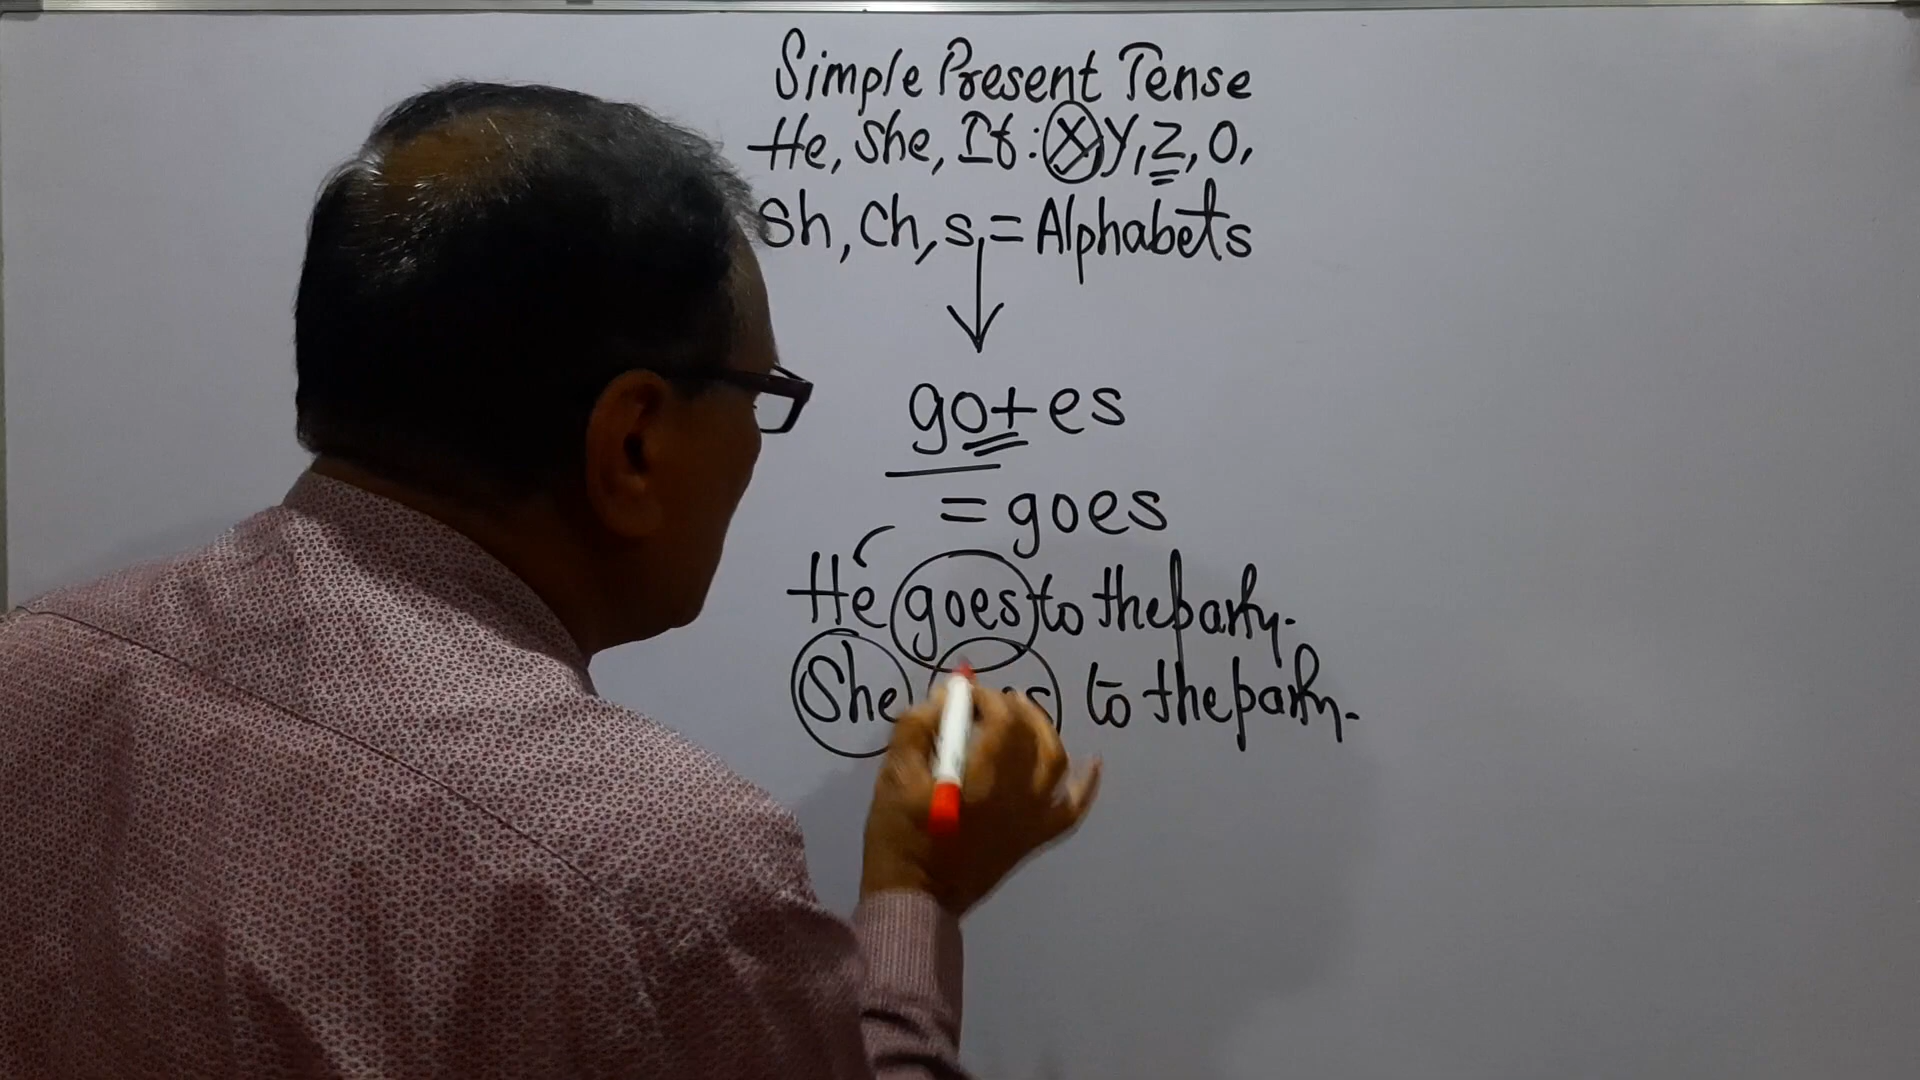 Simple Present Tense
He, She, It: X, Y, Z, O,
Sh, Ch, s, = Alphabets
go + es
= goes
He goes to the party.
She to the party.